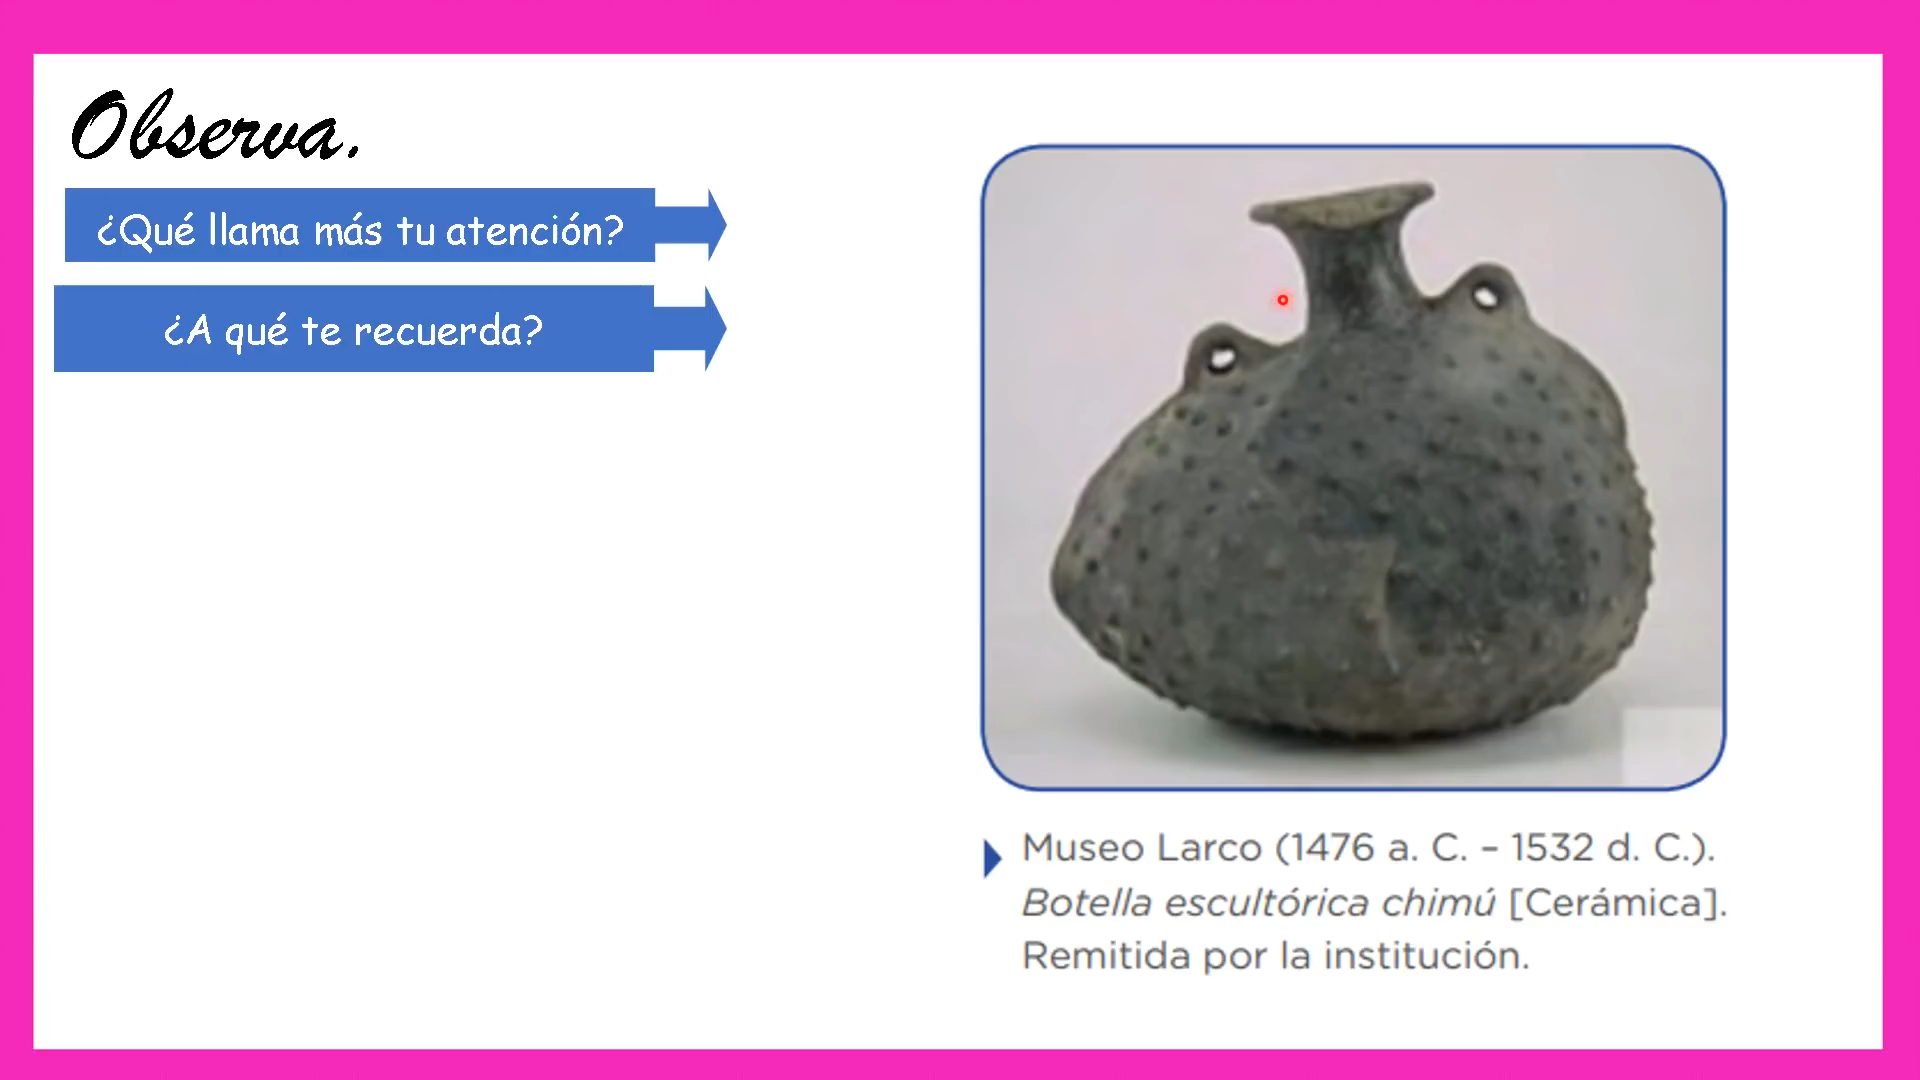 Observa.
¿Qué llama más tu atención?
¿A qué te recuerda?
Museo Larco (1476 a. C. – 1532 d. C.).
Botella escultórica chimú [Cerámica].
Remitida por la institución.